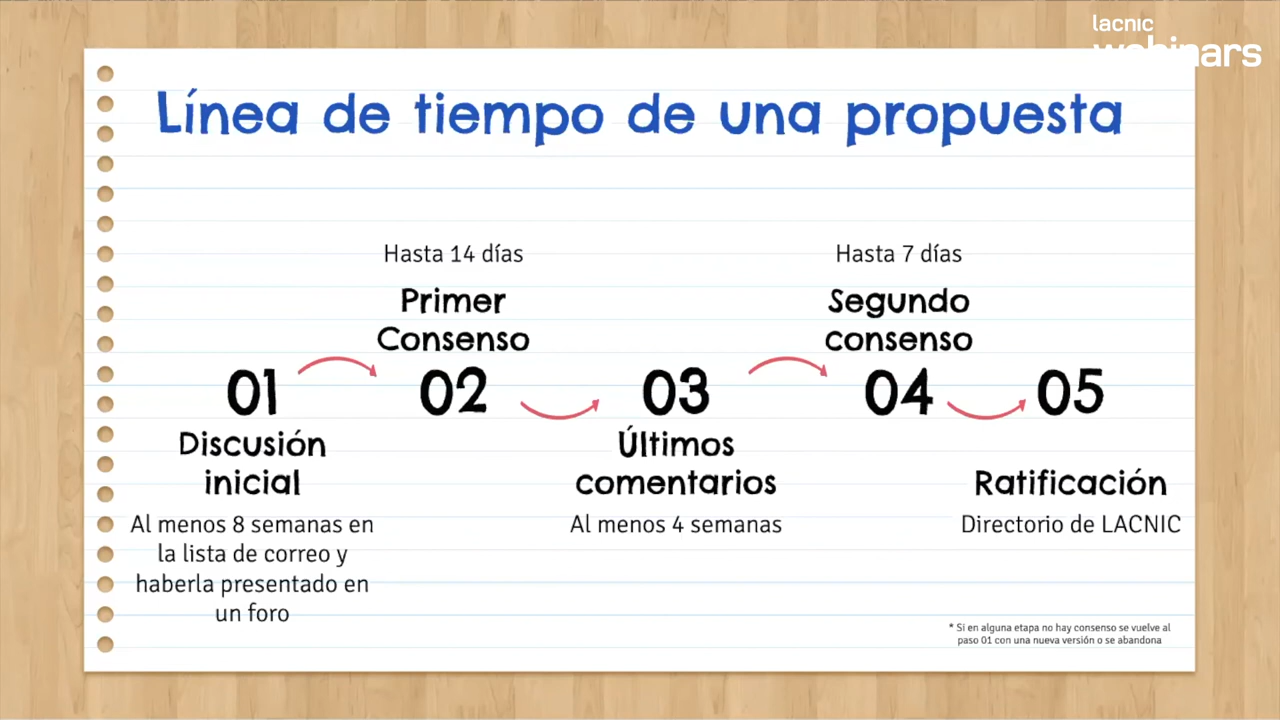 lacnic
webinars
Línea de tiempo de una propuesta
Hasta 14 días
Primer
Consenso
Hasta 7 días
Segundo
consenso
01
02
03
04
05
Discusión
inicial
Al menos 8 semanas en
la lista de correo y
haberla presentado en
un foro
Últimos
comentarios
Al menos 4 semanas
Ratificación
Directorio de LACNIC
* Si en alguna etapa no hay consenso se vuelve al
paso 01 con una nueva versión o se abandona